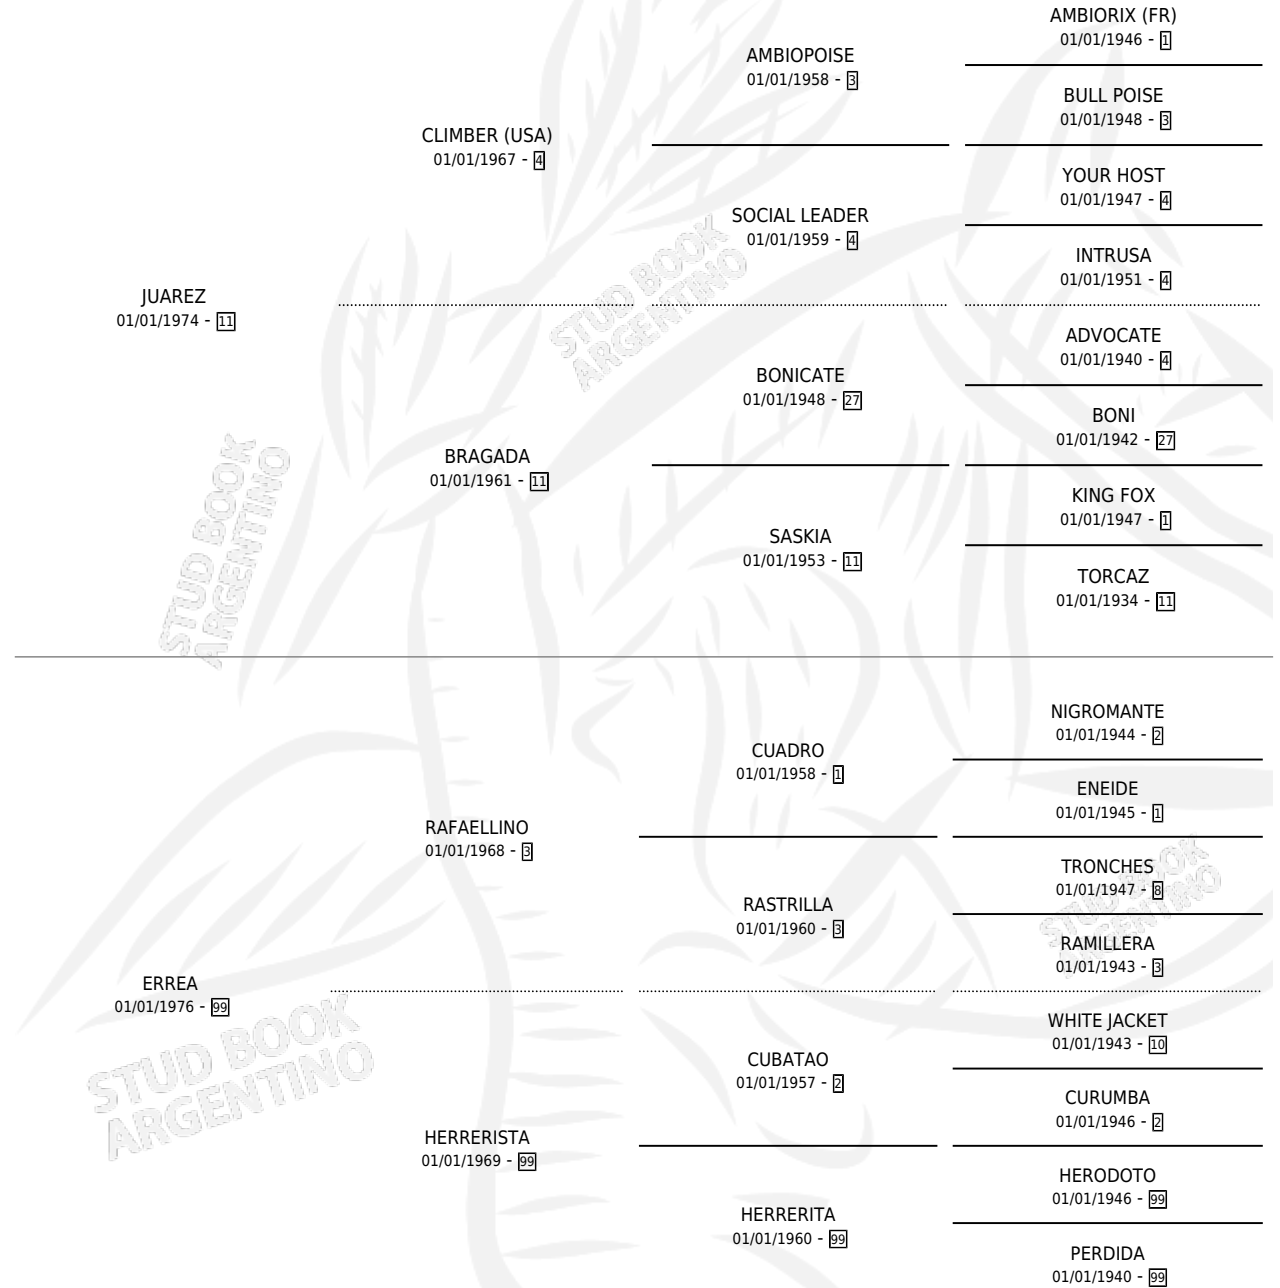 JUAREZ
01/01/1974 - 11
CLIMBER (USA)
01/01/1967 - 4
BRAGADA
01/01/1961 - 11
AMBIOPOISE
01/01/1958 - 3
SOCIAL LEADER
01/01/1959 - 4
BONICATE
01/01/1948 - 27
SASKIA
01/01/1953 - 11
AMBIORIX (FR)
01/01/1946 - 1
BULL POISE
01/01/1948 - 3
YOUR HOST
01/01/1947 - 4
INTRUSA
01/01/1951 - 4
ADVOCATE
01/01/1940 - 4
BONI
01/01/1942 - 27
KING FOX
01/01/1947 - 1
TORCAZ
01/01/1934 - 11
ERREA
01/01/1976 - 99
RAFAELLINO
01/01/1968 - 3
HERRERISTA
01/01/1969 - 99
CUADRO
01/01/1958 - 1
RASTRILLA
01/01/1960 - 3
CUBATAO
01/01/1957 - 2
HERRERITA
01/01/1960 - 99
NIGROMANTE
01/01/1944 - 2
ENEIDE
01/01/1945 - 1
TRONCHES
01/01/1947 - 8
RAMILLERA
01/01/1943 - 3
WHITE JACKET
01/01/1943 - 10
CURUMBA
01/01/1946 - 2
HERODOTO
01/01/1946 - 99
PERDIDA
01/01/1940 - 99
STUD BOOK
ARGENTINO
STUD BOOK
ARGENTINO
STUD BOOK
ARGENTINO
STUD BOOK
ARGENTINO